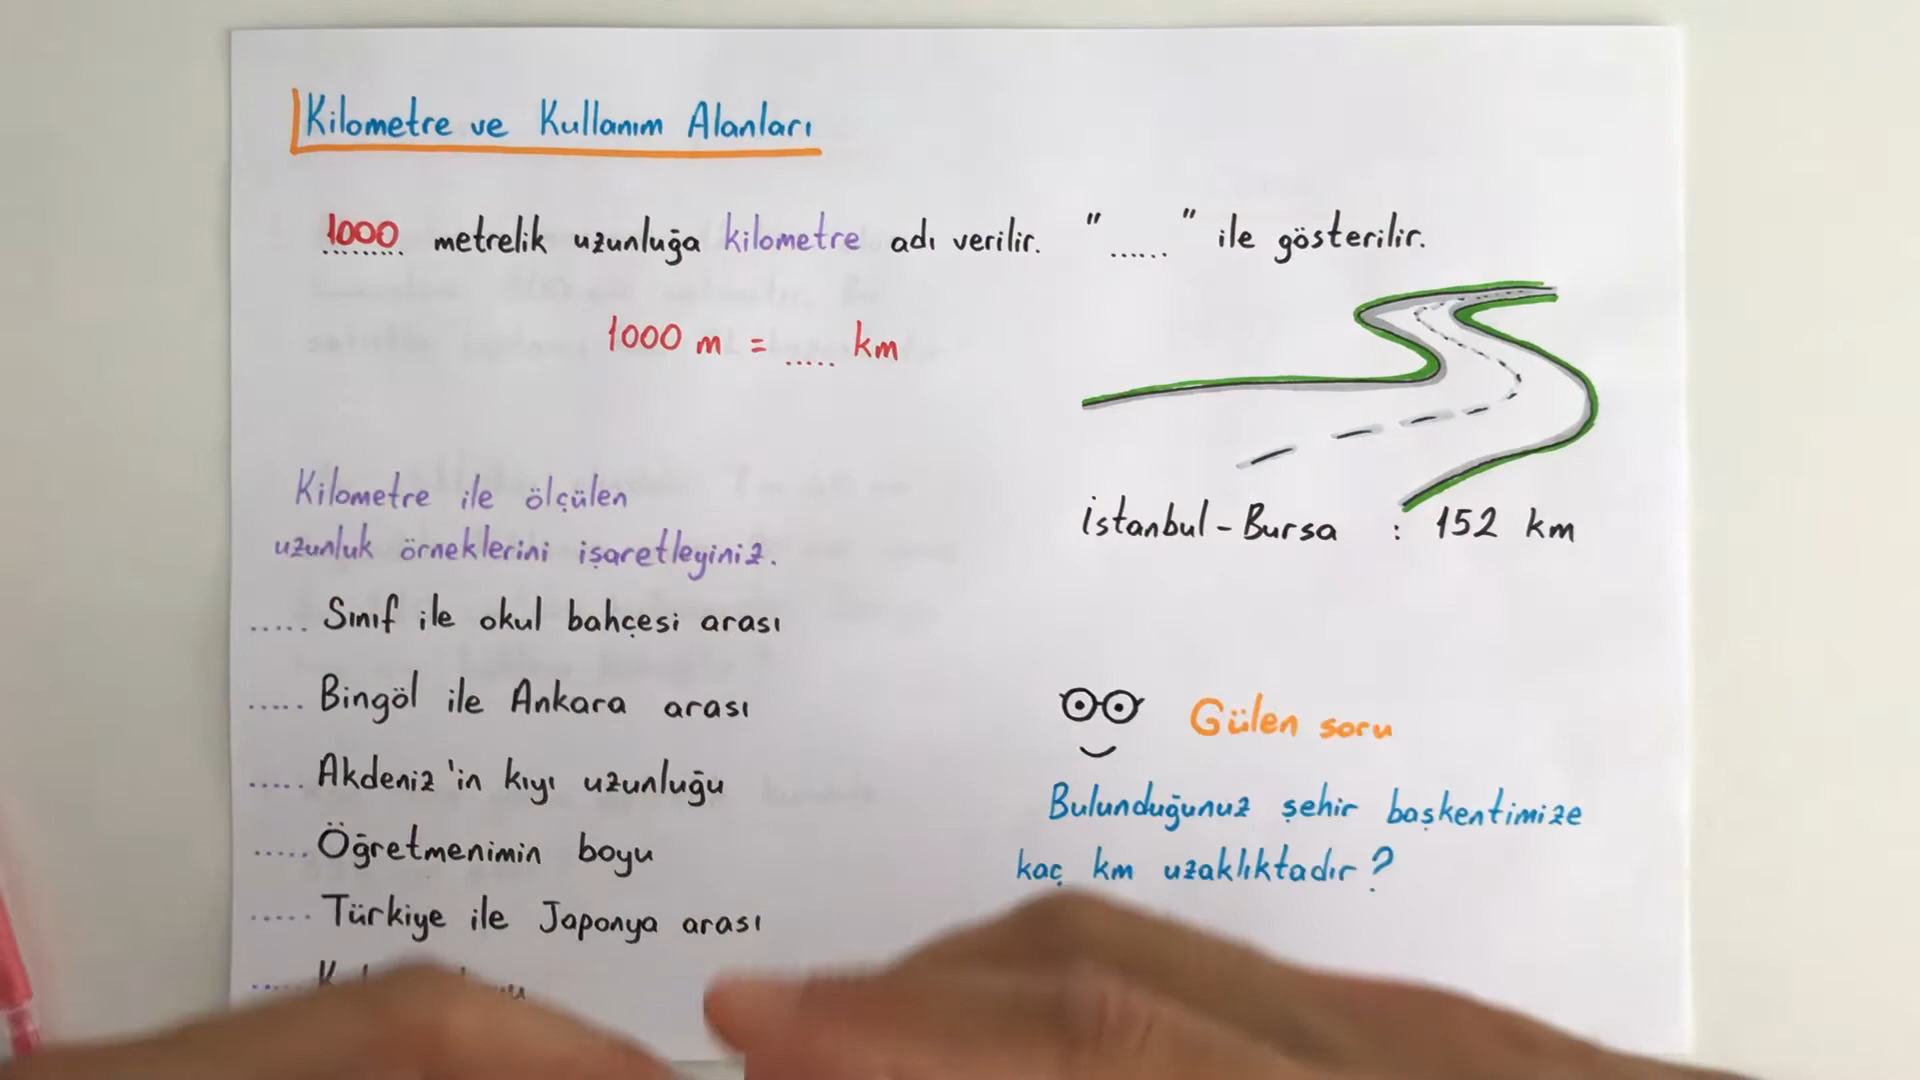 Kilometre ve Kullanım Alanları
1000 metrelik uzunluğa kilometre adı verilir. "......" ile gösterilir.
1000 m = ..... km
Kilometre ile ölçülen
uzunluk örneklerini işaretleyiniz.
..... Sınıf ile okul bahçesi arası
..... Bingöl ile Ankara arası
..... Akdeniz'in kıyı uzunluğu
..... Öğretmenimin boyu
..... Türkiye ile Japonya arası
istanbul - Bursa : 152 km
Gülen soru
Bulunduğunuz şehir başkentimize
kaç km uzaklıktadır?